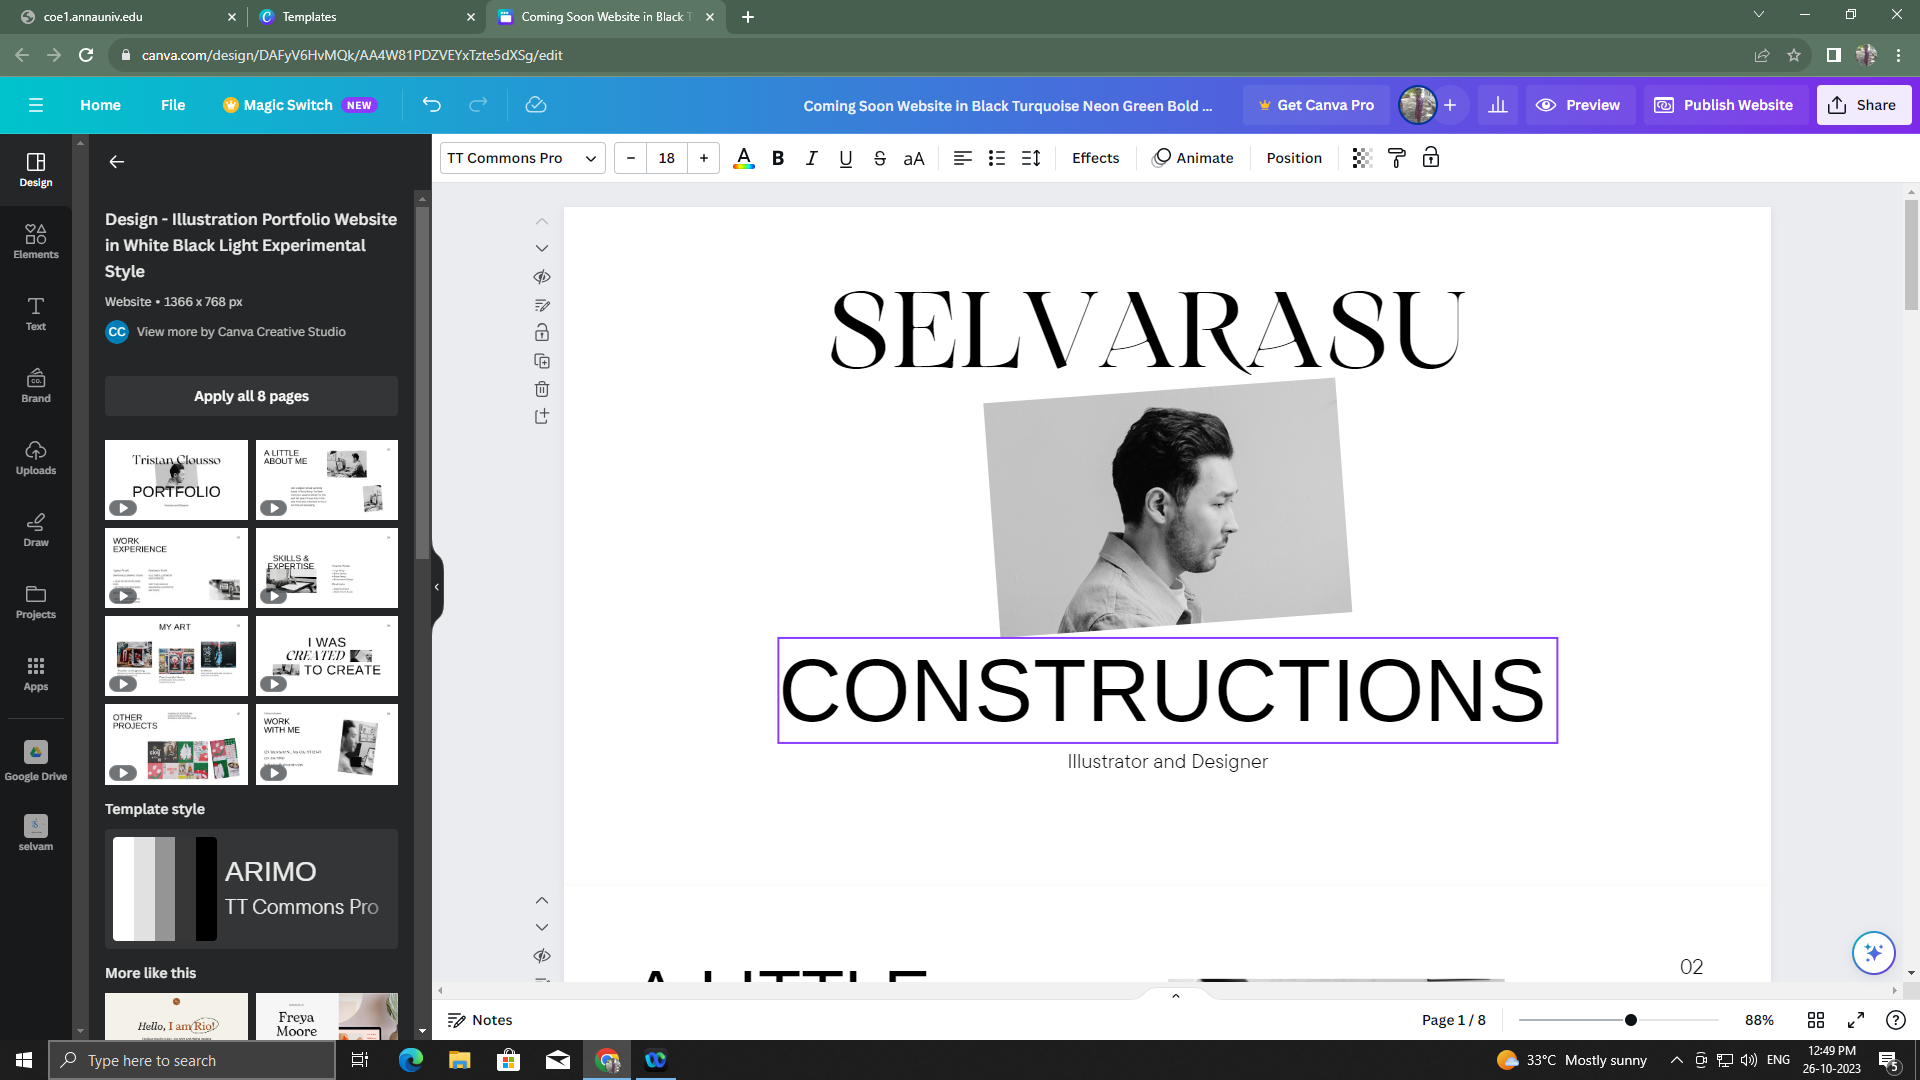 coe1.annauniv.edu
Templates
Coming Soon Website in Black T
canva.com/design/DAFyV6HvMQk/AA4W81PDZVEYxTzte5dXSg/edit
Home
File
Magic Switch NEW
Coming Soon Website in Black Turquoise Neon Green Bold ...
Get Canva Pro
Preview
Publish Website
Share
TT Commons Pro
18
A
B
I
U
S
aA
Effects
Animate
Position
Design
Elements
Text
Brand
Uploads
Draw
Projects
Apps
Google Drive
selvam
Design - Illustration Portfolio Website
in White Black Light Experimental
Style
Website • 1366 x 768 px
CC View more by Canva Creative Studio
Apply all 8 pages
Tristan Clousso
PORTFOLIO
A LITTLE
ABOUT ME
WORK
EXPERIENCE
SKILLS &
EXPERTISE
MY ART
I WAS
CREATED
TO CREATE
OTHER
PROJECTS
WORK
WITH ME
Template style
ARIMO
TT Commons Pro
More like this
Hello, I am Rio!
Freya
Moore
SELVARASU
CONSTRUCTIONS
Illustrator and Designer
A LITTLE
02
Notes
Page 1 / 8
88%
Type here to search
33°C Mostly sunny
ENG
12:49 PM
26-10-2023
5